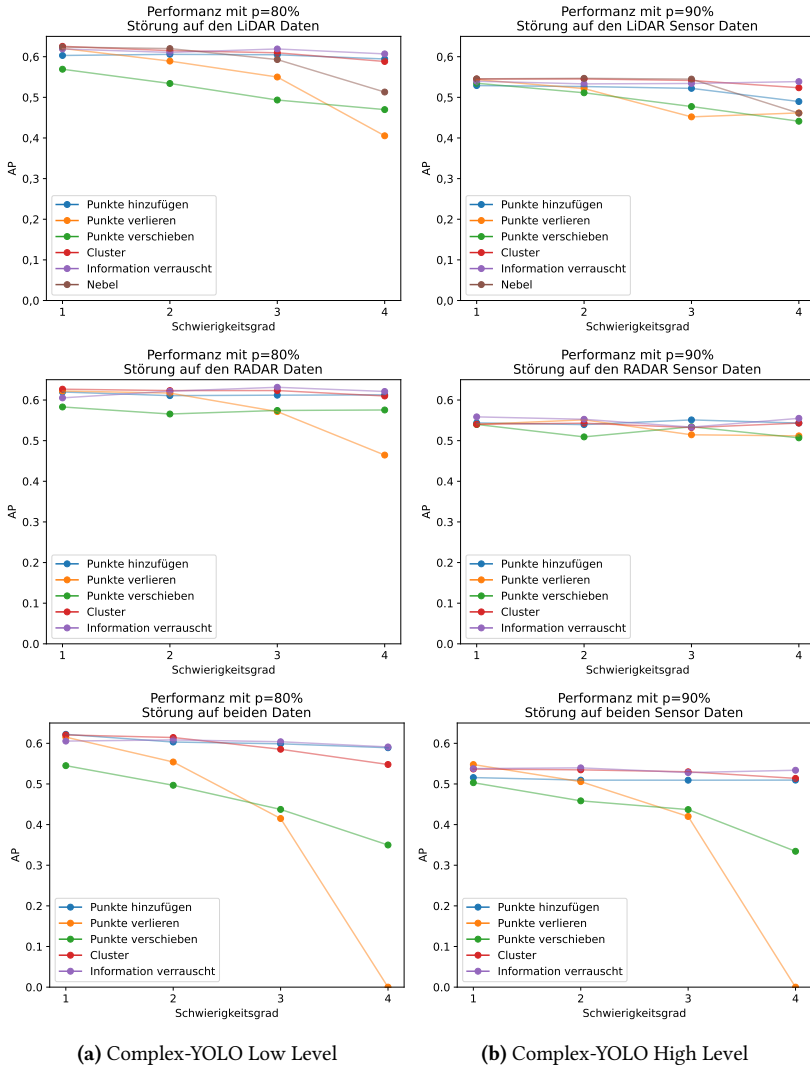 Performanz mit p=80%
Störung auf den LiDAR Daten
0,6
0,5
0,4
0,3
0,2
0,1
0,0
AP
Punkte hinzufügen
Punkte verlieren
Punkte verschieben
Cluster
Information verrauscht
Nebel
1 2 3 4
Schwierigkeitsgrad
Performanz mit p=90%
Störung auf den LiDAR Sensor Daten
0,6
0,5
0,4
0,3
0,2
0,1
0,0
AP
Punkte hinzufügen
Punkte verlieren
Punkte verschieben
Cluster
Information verrauscht
Nebel
1 2 3 4
Schwierigkeitsgrad
Performanz mit p=80%
Störung auf den RADAR Daten
0.6
0.5
0.4
0.3
0.2
0.1
0.0
AP
Punkte hinzufügen
Punkte verlieren
Punkte verschieben
Cluster
Information verrauscht
1 2 3 4
Schwierigkeitsgrad
Performanz mit p=90%
Störung auf den RADAR Sensor Daten
0.6
0.5
0.4
0.3
0.2
0.1
0.0
AP
Punkte hinzufügen
Punkte verlieren
Punkte verschieben
Cluster
Information verrauscht
1 2 3 4
Schwierigkeitsgrad
Performanz mit p=80%
Störung auf beiden Daten
0.6
0.5
0.4
0.3
0.2
0.1
0.0
AP
Punkte hinzufügen
Punkte verlieren
Punkte verschieben
Cluster
Information verrauscht
1 2 3 4
Schwierigkeitsgrad
Performanz mit p=90%
Störung auf beiden Sensor Daten
0.6
0.5
0.4
0.3
0.2
0.1
0.0
AP
Punkte hinzufügen
Punkte verlieren
Punkte verschieben
Cluster
Information verrauscht
1 2 3 4
Schwierigkeitsgrad
(a) Complex-YOLO Low Level
(b) Complex-YOLO High Level